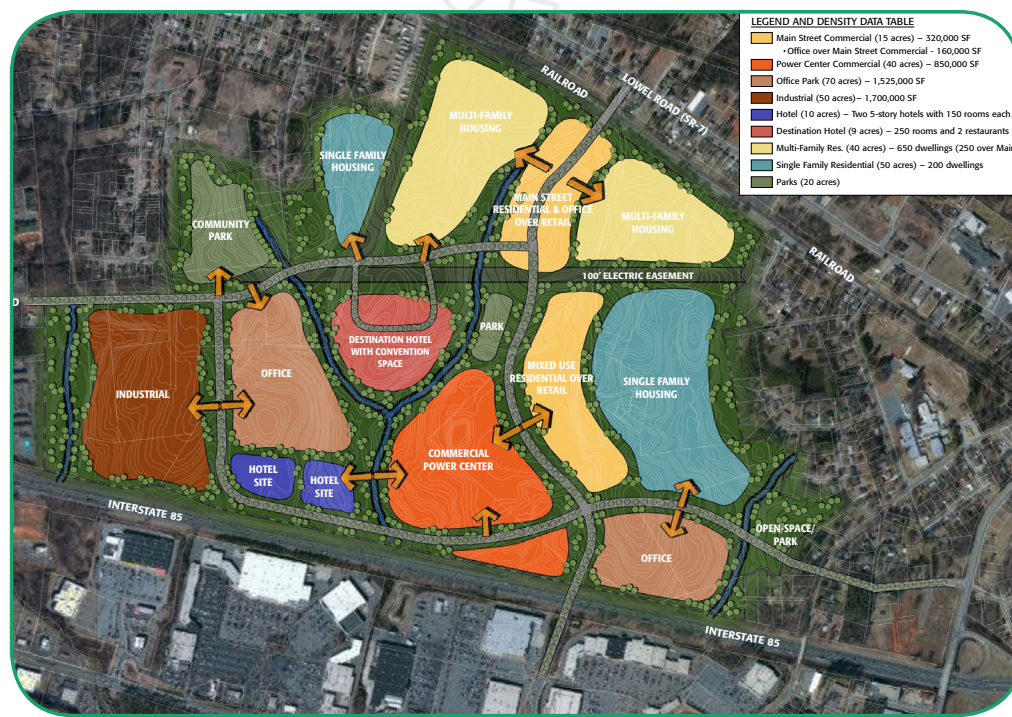 LEGEND AND DENSITY DATA TABLE
Main Street Commercial (15 acres) – 320,000 SF
• Office over Main Street Commercial - 160,000 SF
Power Center Commercial (40 acres) – 850,000 SF
Office Park (70 acres) – 1,525,000 SF
Industrial (50 acres) – 1,700,000 SF
Hotel (10 acres) – Two 5-story hotels with 150 rooms each
Destination Hotel (9 acres) – 250 rooms and 2 restaurants
Multi-Family Res. (40 acres) – 650 dwellings (250 over Main
Single Family Residential (50 acres) – 200 dwellings
Parks (20 acres)
RAILROAD
LOWEL ROAD (SR-7)
MULTI-FAMILY
HOUSING
SINGLE FAMILY
HOUSING
MAIN STREET
RESIDENTIAL & OFFICE
OVER RETAIL
MULTI-FAMILY
HOUSING
COMMUNITY
PARK
RAILROAD
100' ELECTRIC EASEMENT
D
PARK
DESTINATION HOTEL
WITH CONVENTION
SPACE
OFFICE
INDUSTRIAL
MIXED USE
RESIDENTIAL OVER
RETAIL
SINGLE FAMILY
HOUSING
COMMERCIAL
POWER CENTER
HOTEL
SITE
HOTEL
SITE
INTERSTATE 85
OPEN SPACE/
PARK
OFFICE
INTERSTATE 85